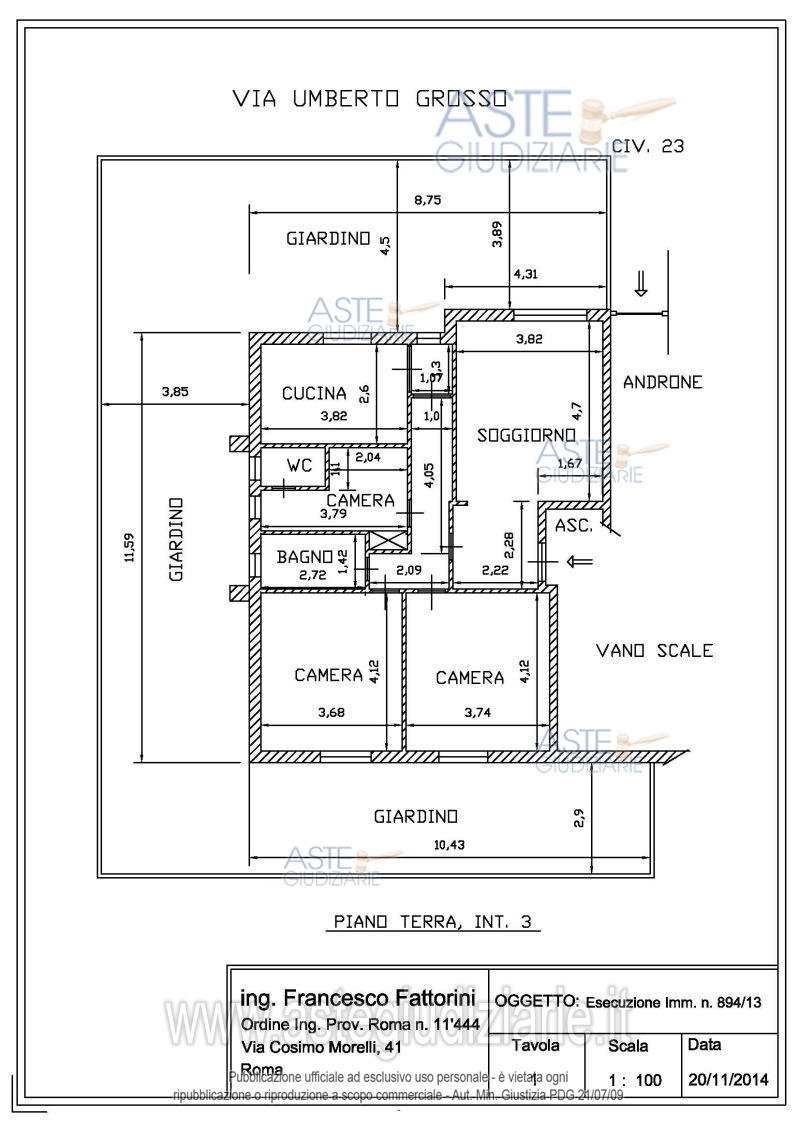 VIA UMBERTO GROSSO
ASTE
GIUDIZIARIE
CIV. 23
8,75
GIARDINO
4,5
3,89
4,31
ASTE
GIUDIZIARIE
3,82
1,3
1,07
ANDRONE
3,85
CUCINA
2,6
3,82
1,0
4,7
SOGGIORNO
ASTE
GIUDIZIARIE
1,67
WC
1,1
2,04
4,05
CAMERA
3,79
GIARDINO
11,59
ASC.
BAGNO
1,42
2,72
2,09
2,28
2,22
VANO SCALE
CAMERA
4,12
3,68
CAMERA
4,12
3,74
ASTE
GIUDIZIARIE
GIARDINO
2,9
10,43
ASTE
GIUDIZIARIE
PIANO TERRA, INT. 3
ing. Francesco Fattorini
Ordine Ing. Prov. Roma n. 11'444
Via Cosimo Morelli, 41
Roma
OGGETTO: Esecuzione Imm. n. 894/13
Tavola
1
Scala
1 : 100
Data
20/11/2014
www.astegiudiziarie.it
Pubblicazione ufficiale ad esclusivo uso personale - è vietata ogni
ripubblicazione o riproduzione a scopo commerciale - Aut. Min. Giustizia PDG 21/07/09